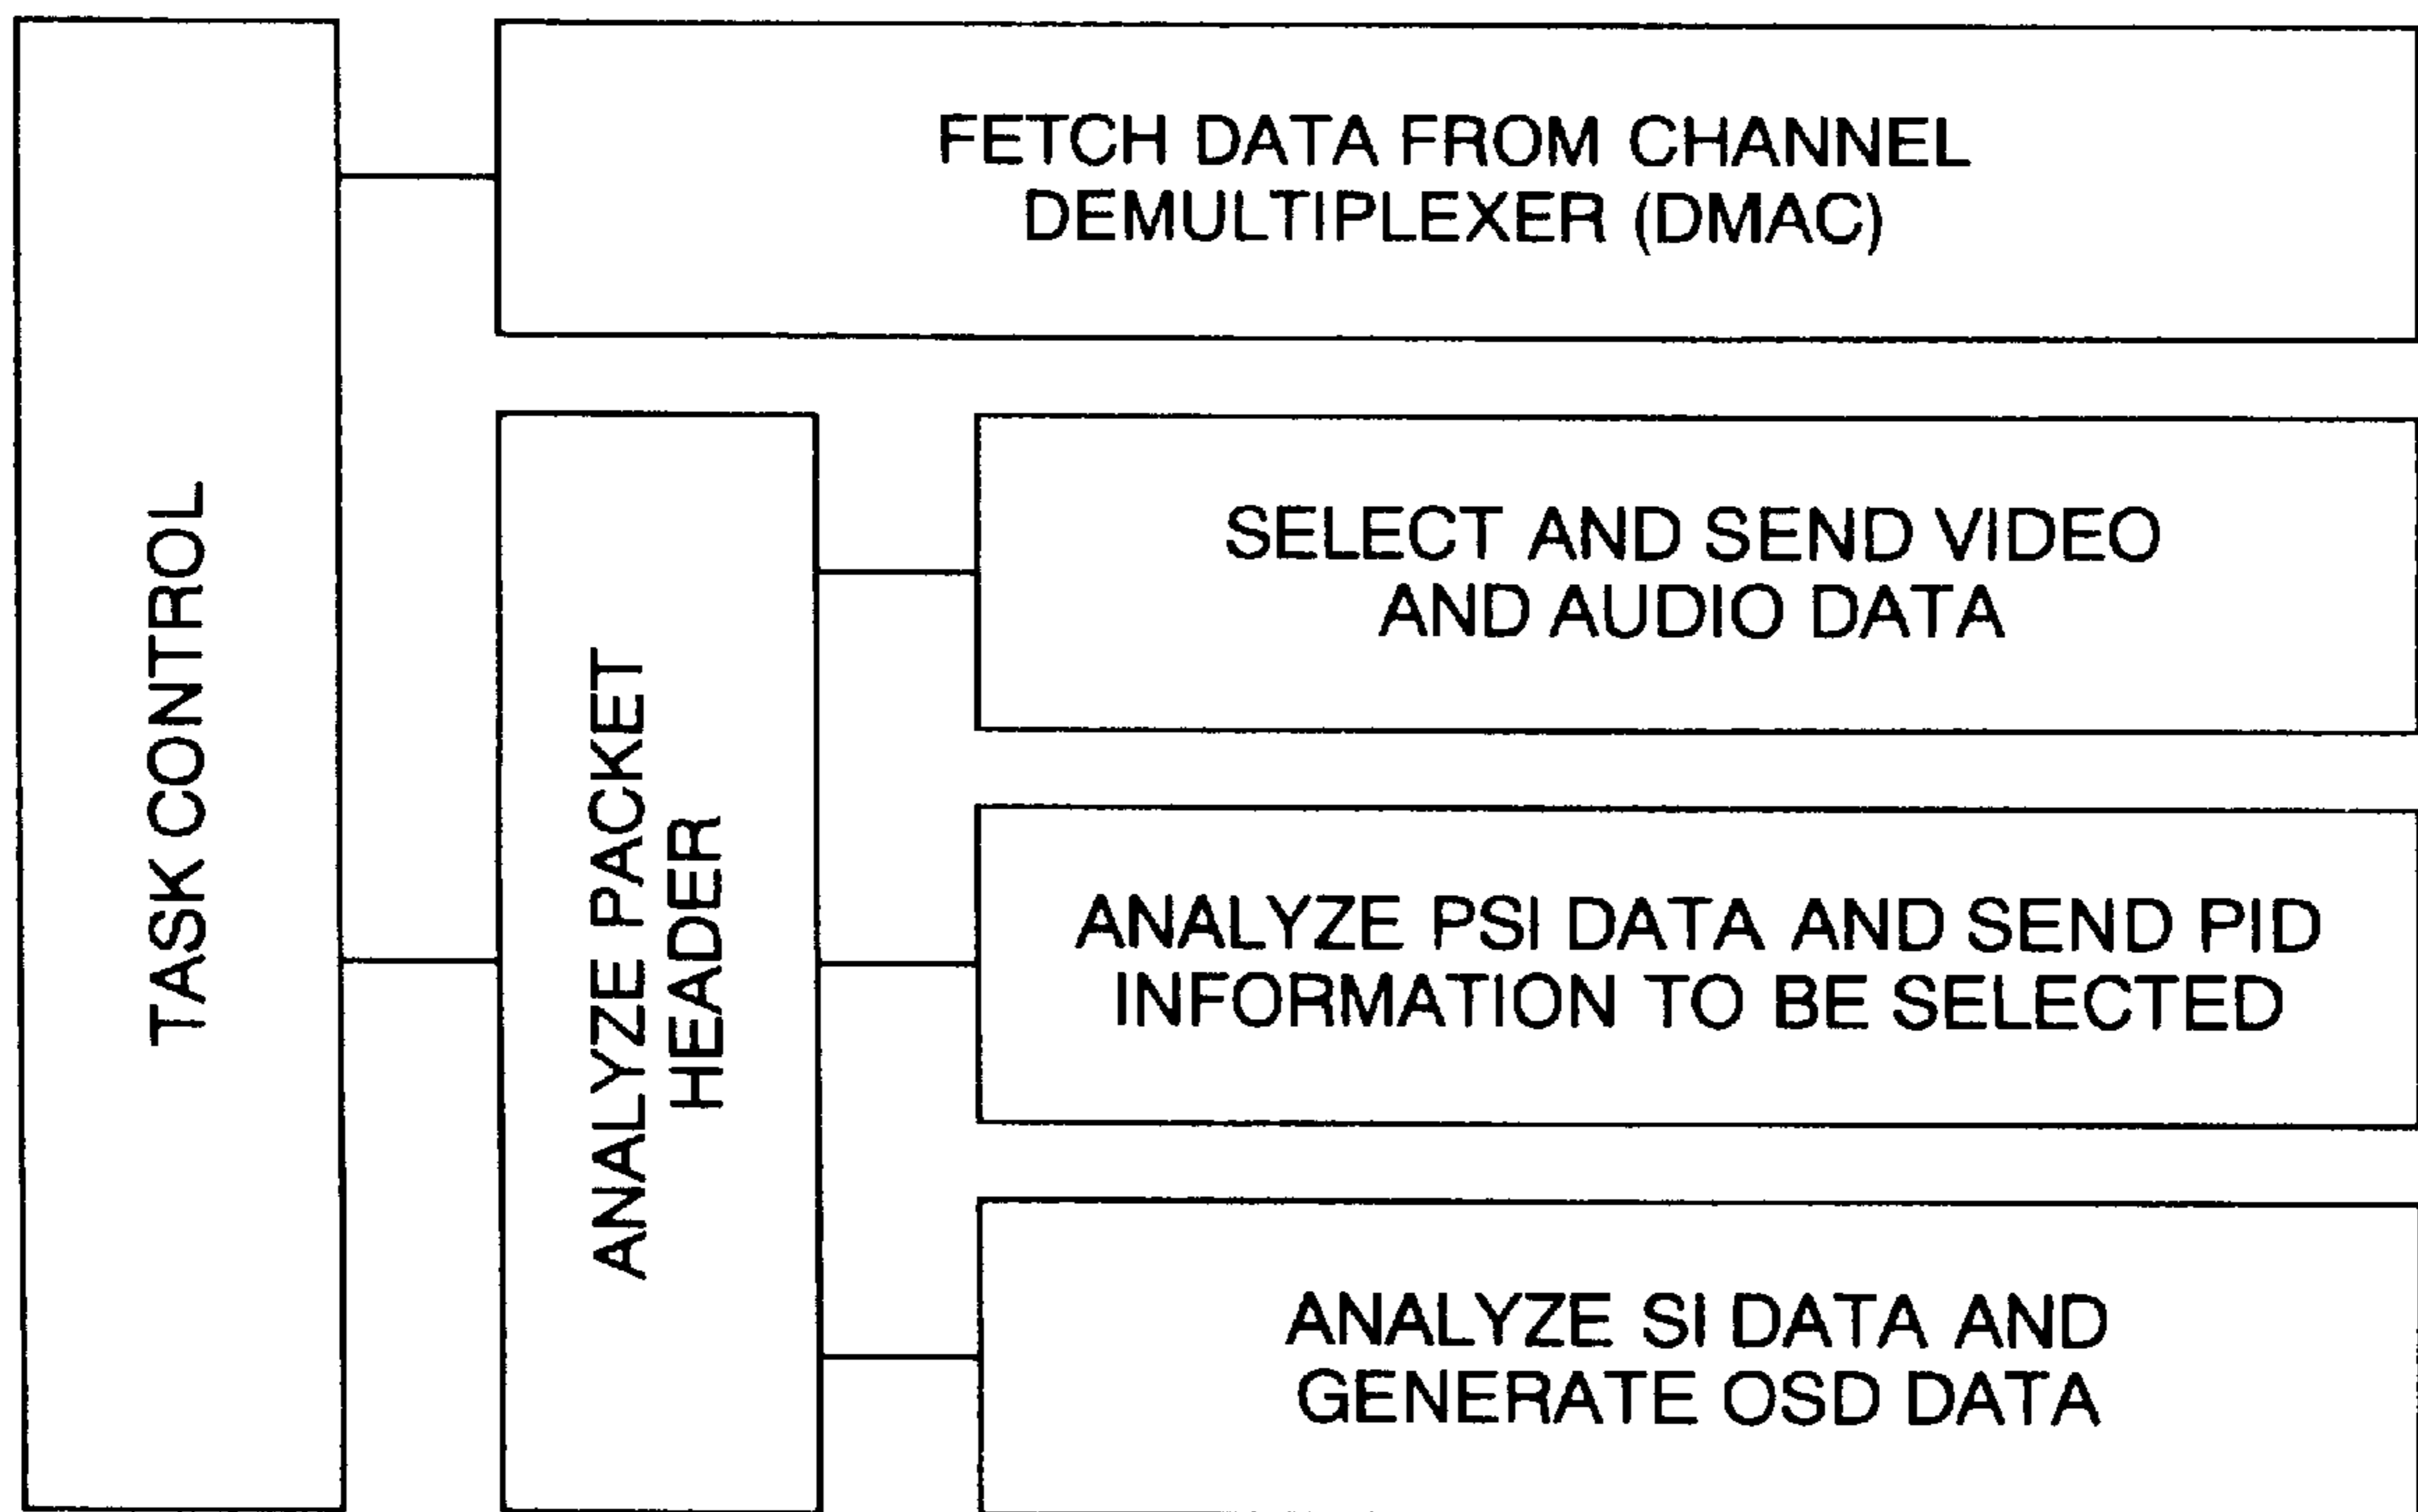 TASK CONTROL
FETCH DATA FROM CHANNEL
DEMULTIPLEXER (DMAC)
ANALYZE PACKET
HEADER
SELECT AND SEND VIDEO
AND AUDIO DATA
ANALYZE PSI DATA AND SEND PID
INFORMATION TO BE SELECTED
ANALYZE SI DATA AND
GENERATE OSD DATA